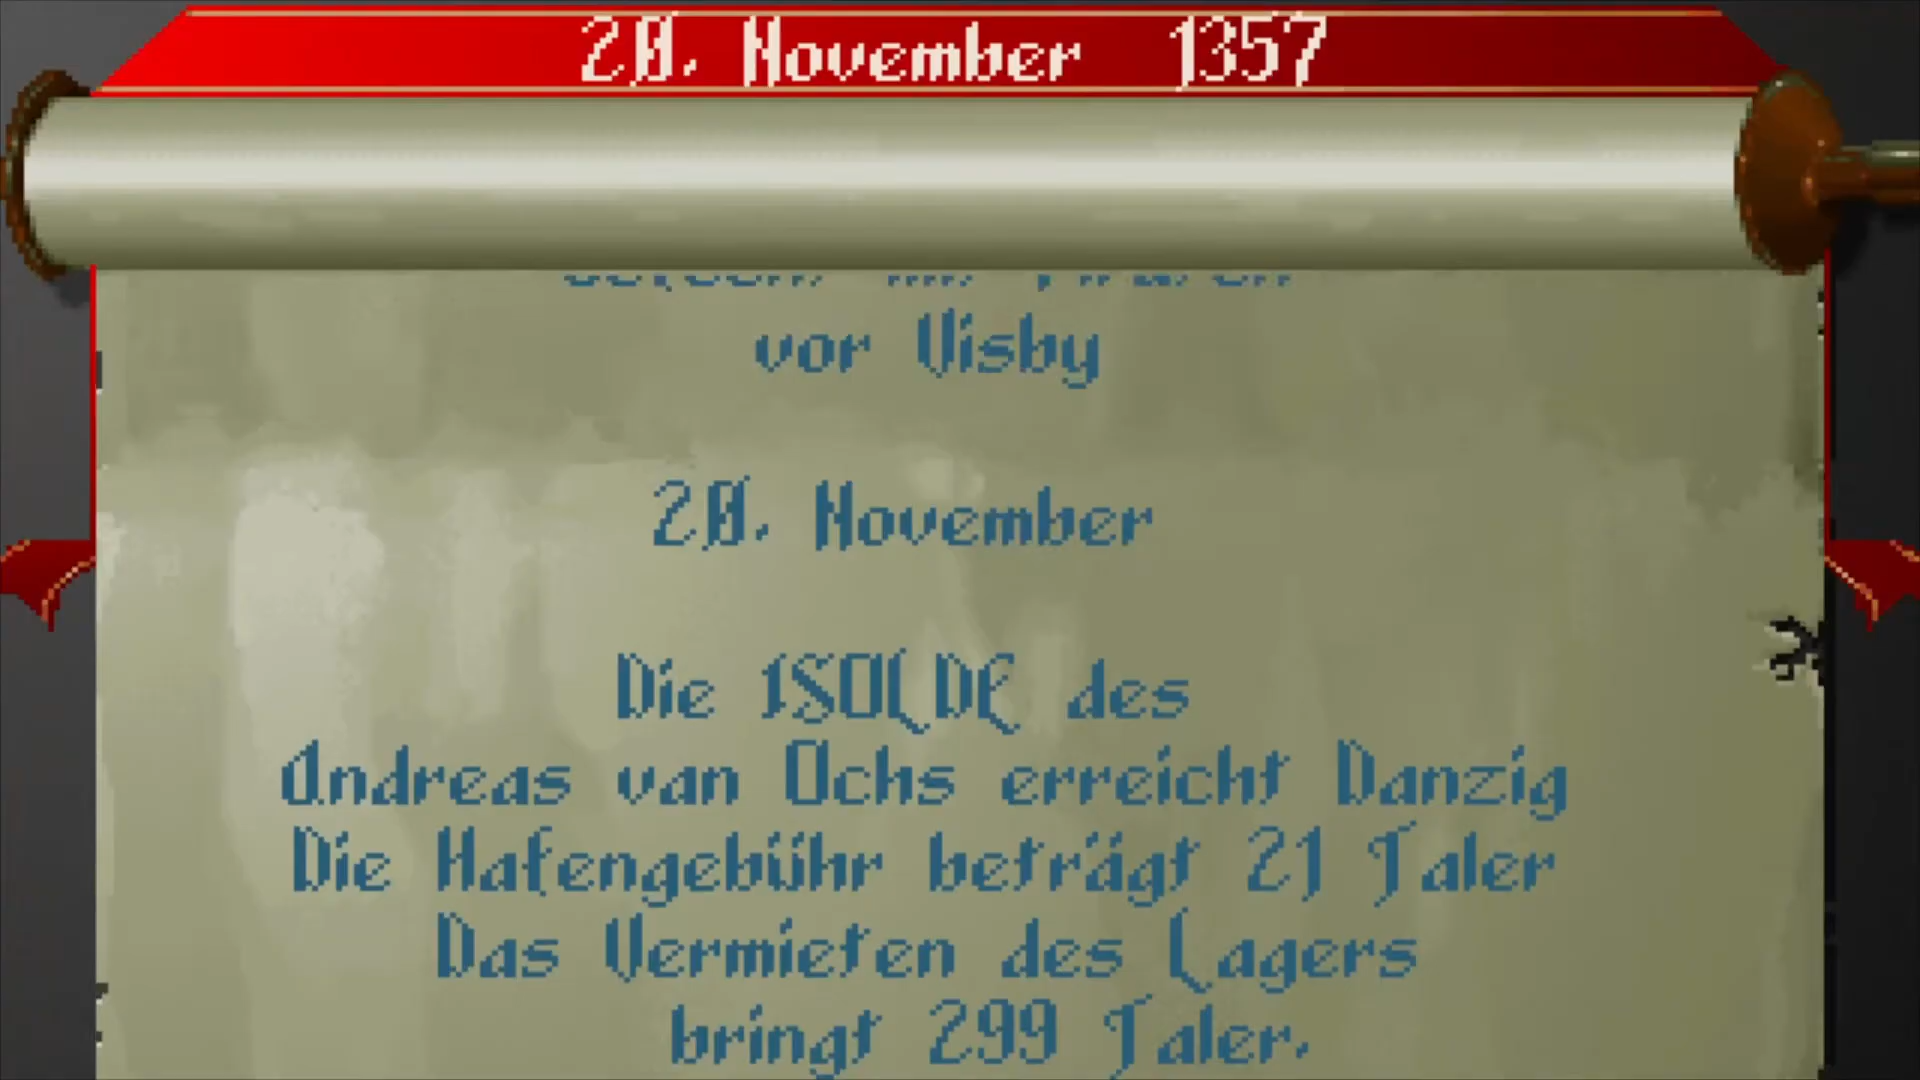 20. November 1357
vor Visby
20. November
Die ISOLDE des
Andreas van Ochs erreicht Danzig
Die Hafengebühr beträgt 21 Taler
Das Vermieten des Lagers
bringt 299 Taler.